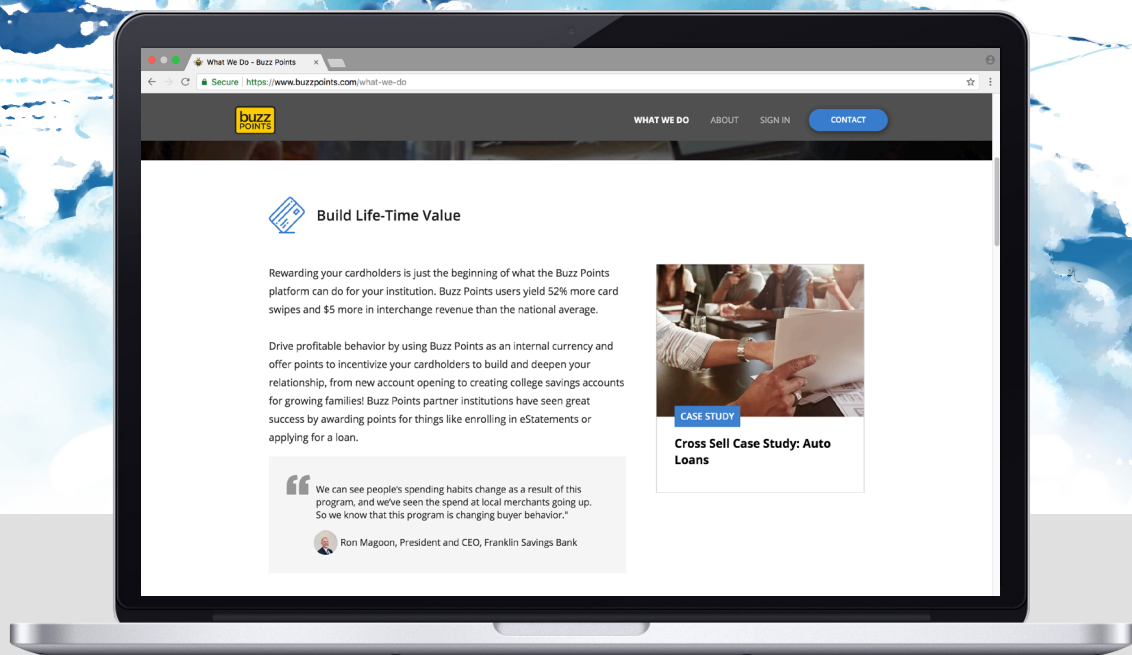 What We Do - Buzz Points
Secure https://www.buzzpoints.com/what-we-do
buzz
POINTS
WHAT WE DO
ABOUT
SIGN IN
CONTACT
Build Life-Time Value
Rewarding your cardholders is just the beginning of what the Buzz Points
platform can do for your institution. Buzz Points users yield 52% more card
swipes and $5 more in interchange revenue than the national average.
Drive profitable behavior by using Buzz Points as an internal currency and
offer points to incentivize your cardholders to build and deepen your
relationship, from new account opening to creating college savings accounts
for growing families! Buzz Points partner institutions have seen great
success by awarding points for things like enrolling in eStatements or
applying for a loan.
We can see people's spending habits change as a result of this
program, and we've seen the spend at local merchants going up.
So we know that this program is changing buyer behavior."
Ron Magoon, President and CEO, Franklin Savings Bank
CASE STUDY
Cross Sell Case Study: Auto
Loans